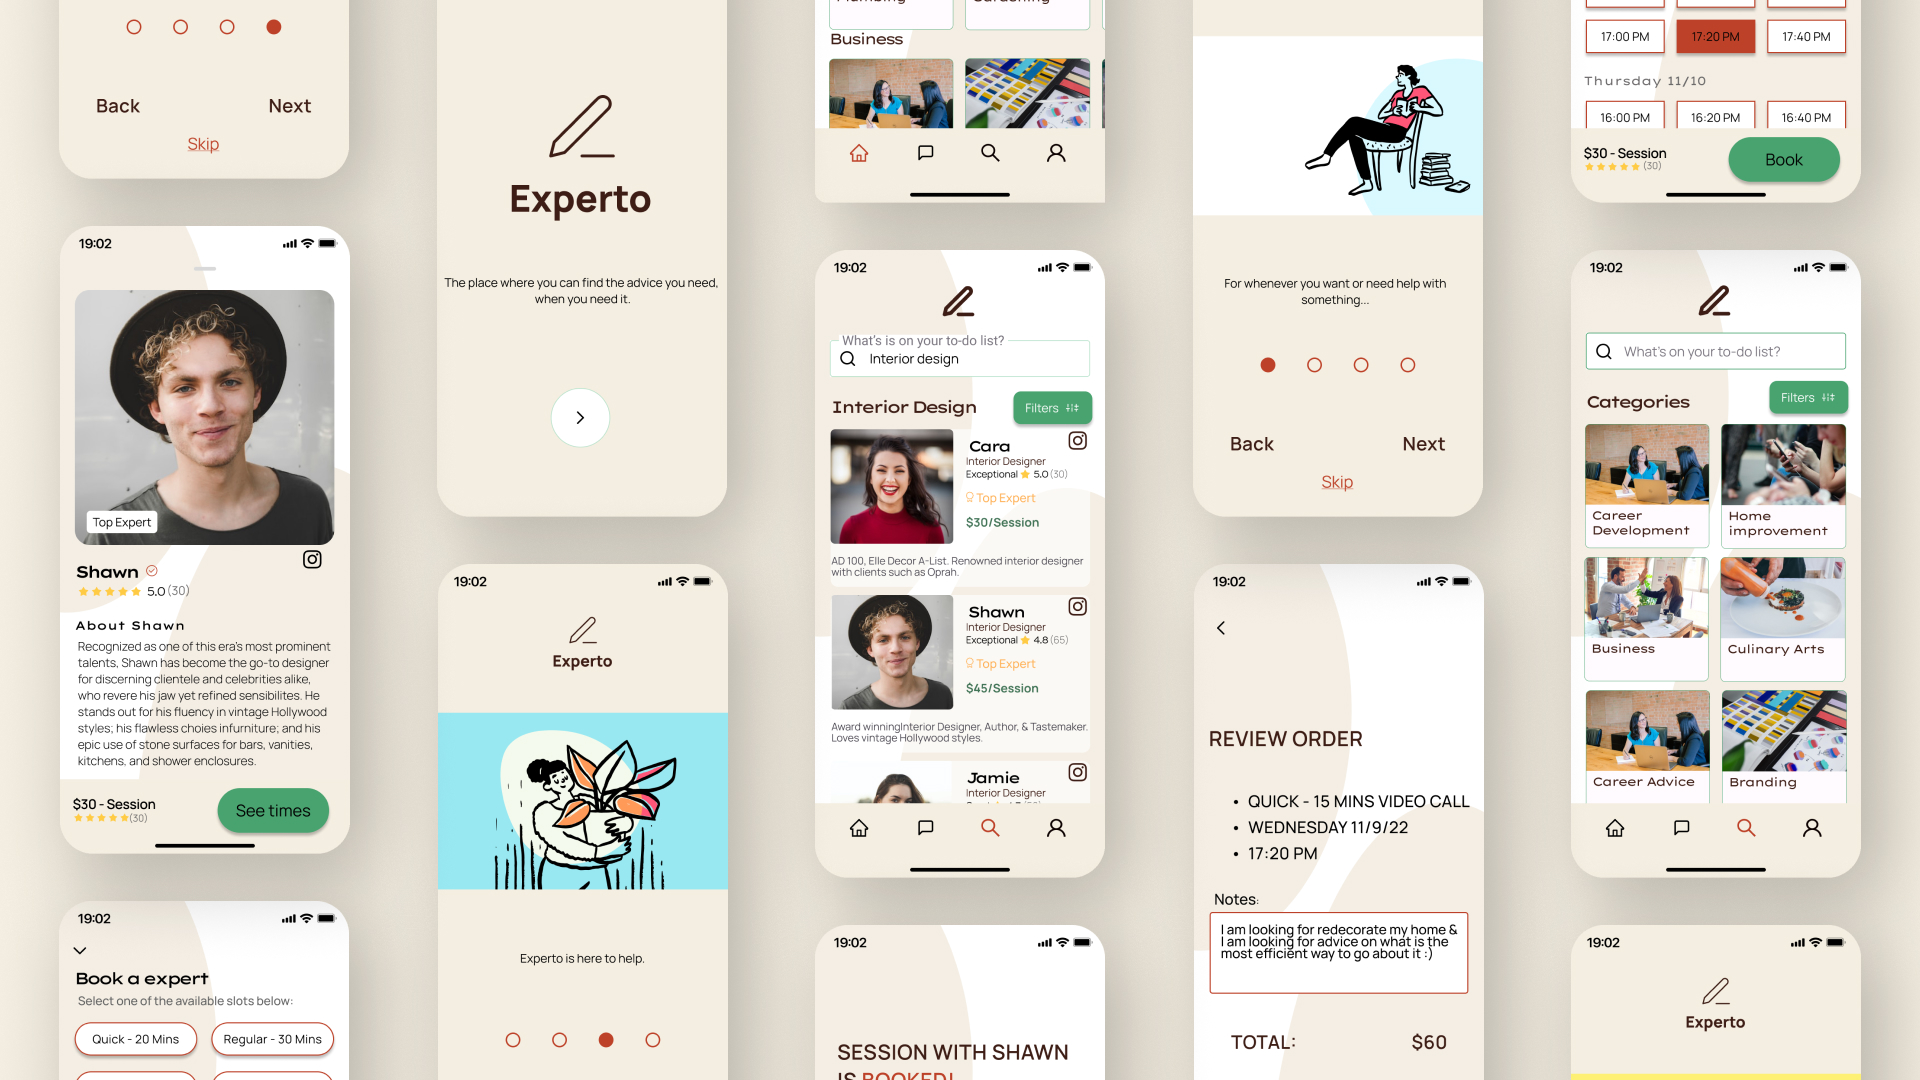 Back
Next
Skip
19:02
Top Expert
Shawn
5.0 (30)
About Shawn
Recognized as one of this era's most prominent
talents, Shawn has become the go-to designer
for discerning clientele and celebrities alike,
who revere his jaw yet refined sensibilites. He
stands out for his fluency in vintage Hollywood
styles; his flawless choies infurniture; and his
epic use of stone surfaces for bars, vanities,
kitchens, and shower enclosures.
$30 - Session
(30)
See times
19:02
Book a expert
Select one of the available slots below:
Quick - 20 Mins
Regular - 30 Mins
Experto
The place where you can find the advice you need,
when you need it.
19:02
Experto
Experto is here to help.
Business
19:02
What's is on your to-do list?
Interior design
Interior Design
Filters
Cara
Interior Designer
Exceptional 5.0 (30)
Top Expert
$30/Session
AD 100, Elle Decor A-List. Renowned interior designer
with clients such as Oprah.
Shawn
Interior Designer
Exceptional 4.8 (65)
Top Expert
$45/Session
Award winningInterior Designer, Author, & Tastemaker.
Loves vintage Hollywood styles.
Jamie
Interior Designer
19:02
SESSION WITH SHAWN
IS BOOKED!
For whenever you want or need help with
something...
Back
Next
Skip
19:02
REVIEW ORDER
• QUICK - 15 MINS VIDEO CALL
• WEDNESDAY 11/9/22
• 17:20 PM
Notes:
I am looking for redecorate my home &
I am looking for advice on what is the
most efficient way to go about it :)
TOTAL:
$60
17:00 PM
17:20 PM
17:40 PM
Thursday 11/10
16:00 PM
16:20 PM
16:40 PM
$30 - Session
(30)
Book
19:02
What's on your to-do list?
Categories
Filters
Career
Development
Home
improvement
Business
Culinary Arts
Career Advice
Branding
19:02
Experto